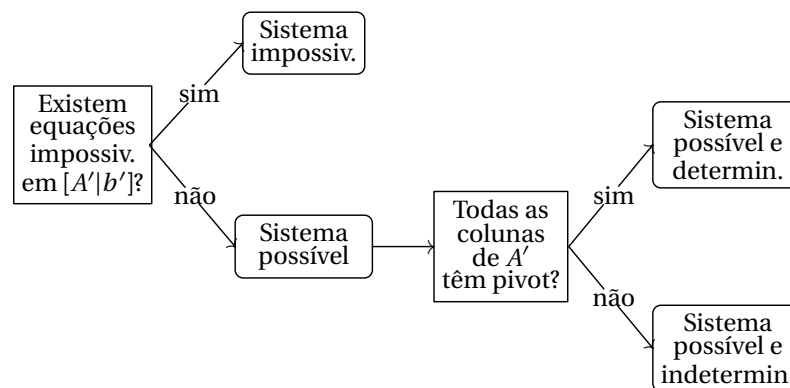 Existem
equações
impossiv.
em [A′|b′]?
sim
Sistema
impossiv.
não
Sistema
possível
Todas as
colunas
de A′
têm pivot?
sim
Sistema
possível e
determin.
não
Sistema
possível e
indetermin